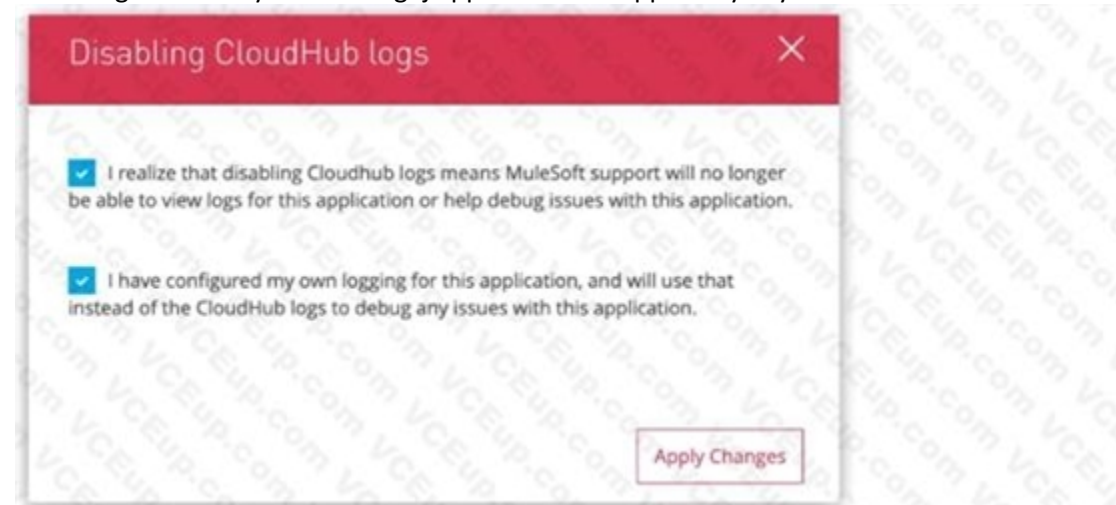 Disabling CloudHub logs
I realize that disabling Cloudhub logs means MuleSoft support will no longer
be able to view logs for this application or help debug issues with this application.
I have configured my own logging for this application, and will use that
instead of the CloudHub logs to debug any issues with this application.
Apply Changes
VCEup.com